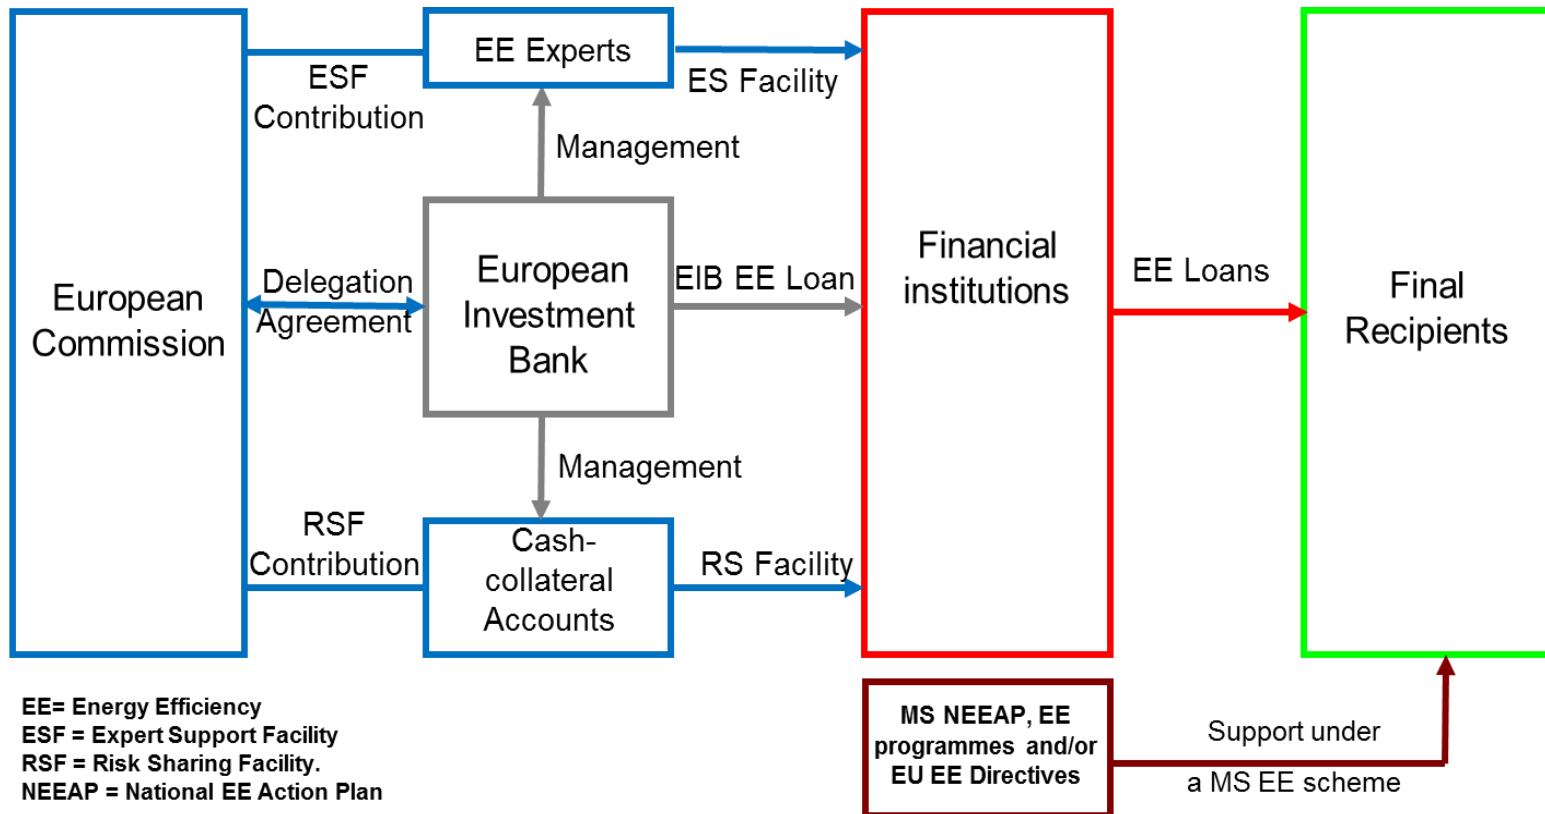 EE Experts
ESF
Contribution
ES Facility
Management
European
Commission
Delegation
Agreement
European
Investment
Bank
EIB EE Loan
Financial
institutions
EE Loans
Final
Recipients
Management
RSF
Contribution
Cash-
collateral
Accounts
RS Facility
EE= Energy Efficiency
ESF = Expert Support Facility
RSF = Risk Sharing Facility.
NEEAP = National EE Action Plan
MS NEEAP, EE
programmes and/or
EU EE Directives
Support under
a MS EE scheme